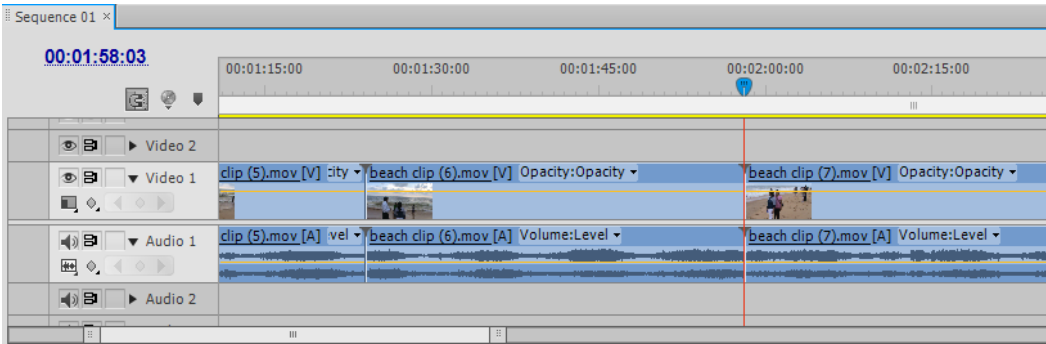 Sequence 01 ×
00:01:58:03
00:01:15:00 00:01:30:00 00:01:45:00 00:02:00:00 00:02:15:00
Video 2
Video 1 clip (5).mov [V] :ity beach clip (6).mov [V] Opacity:Opacity beach clip (7).mov [V] Opacity:Opacity
Audio 1 clip (5).mov [A] vel beach clip (6).mov [A] Volume:Level beach clip (7).mov [A] Volume:Level
Audio 2